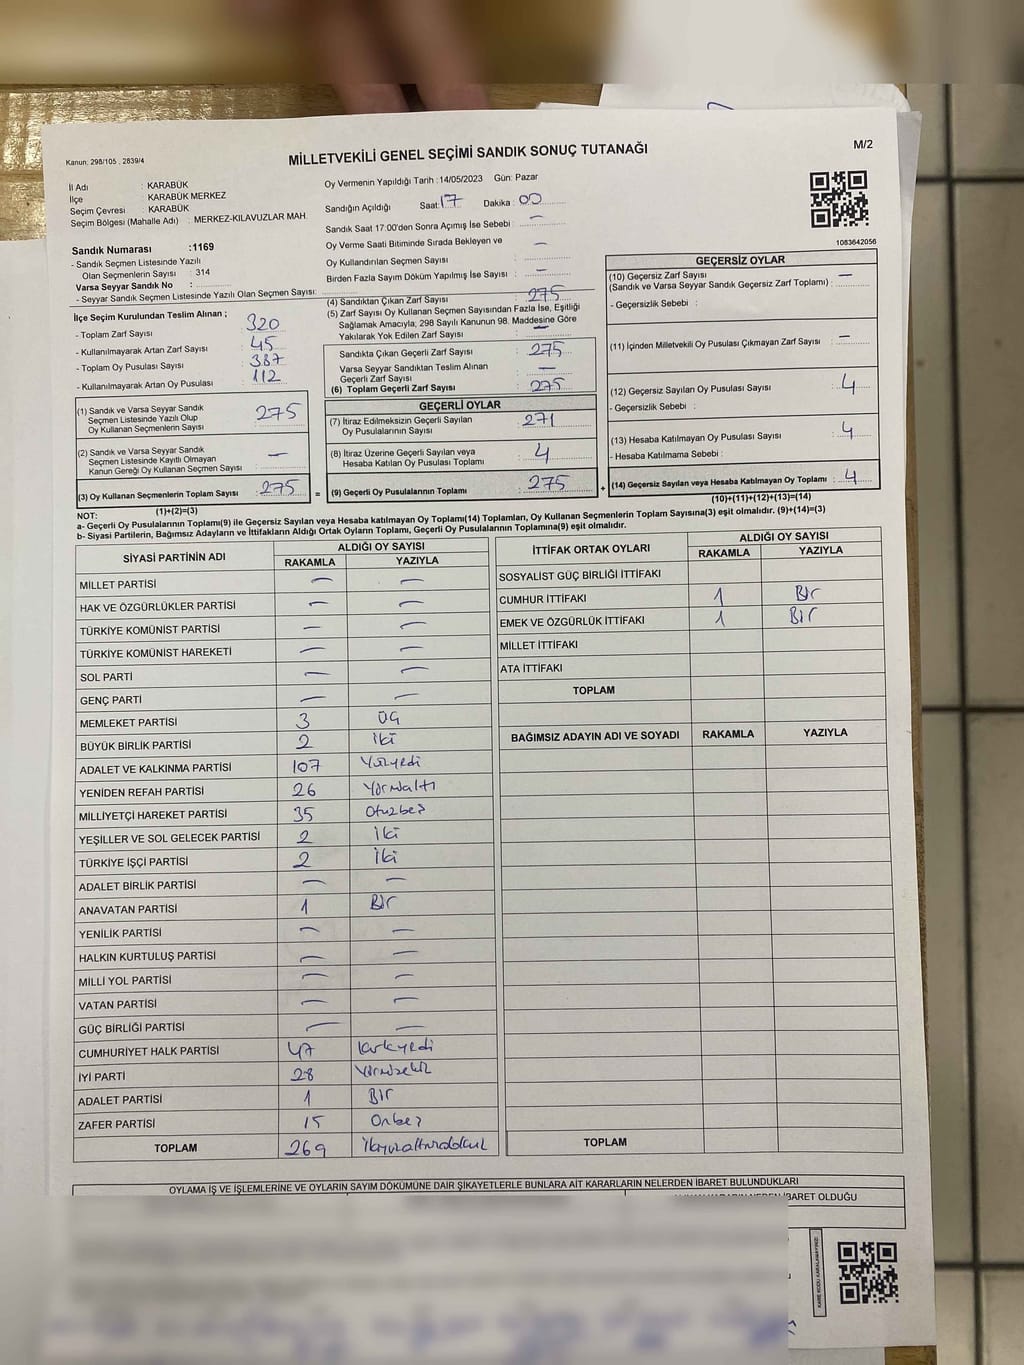 Kanun: 298/105 , 2839/4
MİLLETVEKİLİ GENEL SEÇİMİ SANDIK SONUÇ TUTANAĞI
M/2
İl Adı : KARABÜK
İlçe : KARABÜK MERKEZ
Seçim Çevresi : KARABÜK
Seçim Bölgesi (Mahalle Adı) : MERKEZ-KILAVUZLAR MAH.
Sandık Numarası :1169
- Sandık Seçmen Listesinde Yazılı
Olan Seçmenlerin Sayısı : 314
Varsa Seyyar Sandık No :
- Seyyar Sandık Seçmen Listesinde Yazılı Olan Seçmen Sayısı:
Oy Vermenin Yapıldığı Tarih :14/05/2023 Gün: Pazar
Sandığın Açıldığı Saat: 17 Dakika : 00
Sandık Saat 17:00'den Sonra Açımış İse Sebebi : —
Oy Verme Saati Bitiminde Sırada Bekleyen ve
Oy Kullandırılan Seçmen Sayısı : —
Birden Fazla Sayım Döküm Yapılmış İse Sayısı : —
1083642056
İlçe Seçim Kurulundan Teslim Alınan ;
- Toplam Zarf Sayısı : 320
- Kullanılmayarak Artan Zarf Sayısı : 45
- Toplam Oy Pusulası Sayısı : 387
- Kullanılmayarak Artan Oy Pusulası : 112
(1) Sandık ve Varsa Seyyar Sandık
Seçmen Listesinde Yazılı Olup
Oy Kullanan Seçmenlerin Sayısı : 275
(2) Sandık ve Varsa Seyyar Sandık
Seçmen Listesinde Kayıtlı Olmayan
Kanun Gereği Oy Kullanan Seçmen Sayısı : —
(3) Oy Kullanan Seçmenlerin Toplam Sayısı : 275
(1)+(2)=(3)
(4) Sandıktan Çıkan Zarf Sayısı : 275
(5) Zarf Sayısı Oy Kullanan Seçmen Sayısından Fazla İse, Eşitliği
Sağlamak Amacıyla, 298 Sayılı Kanunun 98. Maddesine Göre
Yakılarak Yok Edilen Zarf Sayısı : —
Sandıkta Çıkan Geçerli Zarf Sayısı : 275
Varsa Seyyar Sandıktan Teslim Alınan
Geçerli Zarf Sayısı : —
(6) Toplam Geçerli Zarf Sayısı : 275
GEÇERLİ OYLAR
(7) İtiraz Edilmeksizin Geçerli Sayılan
Oy Pusulalarının Sayısı : 271
(8) İtiraz Üzerine Geçerli Sayılan veya
Hesaba Katılan Oy Pusulası Toplamı : 4
= (9) Geçerli Oy Pusulalarının Toplamı : 275 +
GEÇERSİZ OYLAR
(10) Geçersiz Zarf Sayısı
(Sandık ve Varsa Seyyar Sandık Geçersiz Zarf Toplamı) : —
- Geçersizlik Sebebi :
(11) İçinden Milletvekili Oy Pusulası Çıkmayan Zarf Sayısı : —
(12) Geçersiz Sayılan Oy Pusulası Sayısı : 4
- Geçersizlik Sebebi :
(13) Hesaba Katılmayan Oy Pusulası Sayısı : 4
- Hesaba Katılmama Sebebi :
(14) Geçersiz Sayılan veya Hesaba Katılmayan Oy Toplamı : 4
(10)+(11)+(12)+(13)=(14)
NOT:
a- Geçerli Oy Pusulalarının Toplamı(9) ile Geçersiz Sayılan veya Hesaba katılmayan Oy Toplamı(14) Toplamları, Oy Kullanan Seçmenlerin Toplam Sayısına(3) eşit olmalıdır. (9)+(14)=(3)
b- Siyasi Partilerin, Bağımsız Adayların ve İttifakların Aldığı Ortak Oyların Toplamı, Geçerli Oy Pusulalarının Toplamına(9) eşit olmalıdır.
SİYASİ PARTİNİN ADI ALDIĞI OY SAYISI
RAKAMLA YAZIYLA
MİLLET PARTİSİ — —
HAK VE ÖZGÜRLÜKLER PARTİSİ — —
TÜRKİYE KOMÜNİST PARTİSİ — —
TÜRKİYE KOMÜNİST HAREKETİ — —
SOL PARTİ — —
GENÇ PARTİ — —
MEMLEKET PARTİSİ 3 ÜÇ
BÜYÜK BİRLİK PARTİSİ 2 iki
ADALET VE KALKINMA PARTİSİ 107 Yüzyedi
YENİDEN REFAH PARTİSİ 26 Yirmialtı
MİLLİYETÇİ HAREKET PARTİSİ 35 Otuzbeş
YEŞİLLER VE SOL GELECEK PARTİSİ 2 iki
TÜRKİYE İŞÇİ PARTİSİ 2 iki
ADALET BİRLİK PARTİSİ — —
ANAVATAN PARTİSİ 1 Bir
YENİLİK PARTİSİ — —
HALKIN KURTULUŞ PARTİSİ — —
MİLLİ YOL PARTİSİ — —
VATAN PARTİSİ — —
GÜÇ BİRLİĞİ PARTİSİ — —
CUMHURİYET HALK PARTİSİ 47 kırkyedi
İYİ PARTİ 28 Yirmisekiz
ADALET PARTİSİ 1 Bir
ZAFER PARTİSİ 15 Onbeş
TOPLAM 269 ikiyüzaltmışdokuz
İTTİFAK ORTAK OYLARI ALDIĞI OY SAYISI
RAKAMLA YAZIYLA
SOSYALİST GÜÇ BİRLİĞİ İTTİFAKI
CUMHUR İTTİFAKI 1 Bir
EMEK VE ÖZGÜRLÜK İTTİFAKI 1 Bir
MİLLET İTTİFAKI
ATA İTTİFAKI
TOPLAM
BAĞIMSIZ ADAYIN ADI VE SOYADI RAKAMLA YAZIYLA
TOPLAM
OYLAMA İŞ VE İŞLEMLERİNE VE OYLARIN SAYIM DÖKÜMÜNE DAİR ŞİKAYETLERLE BUNLARA AİT KARARLARIN NELERDEN İBARET BULUNDUKLARI
İBARET OLDUĞU
KARE KODU KARALAMAYINIZ!